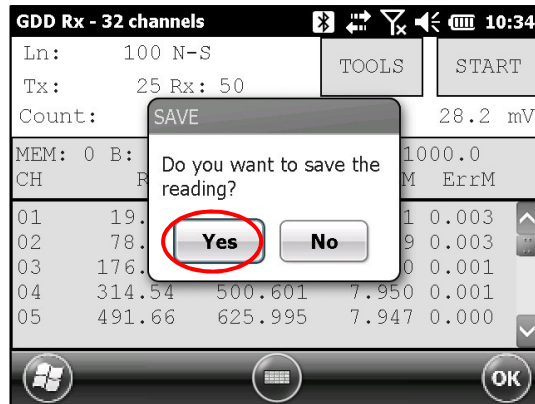 GDD Rx - 32 channels 10:34
Ln: 100 N-S
TOOLS START
Tx: 25 Rx: 50
Count: 28.2 mV
SAVE
Do you want to save the
reading?
Yes No
MEM: 0 B: 1000.0
CH R M ErrM
01 19. 1 0.003
02 78. 9 0.003
03 176. 0 0.001
04 314.54 500.601 7.950 0.001
05 491.66 625.995 7.947 0.000
OK